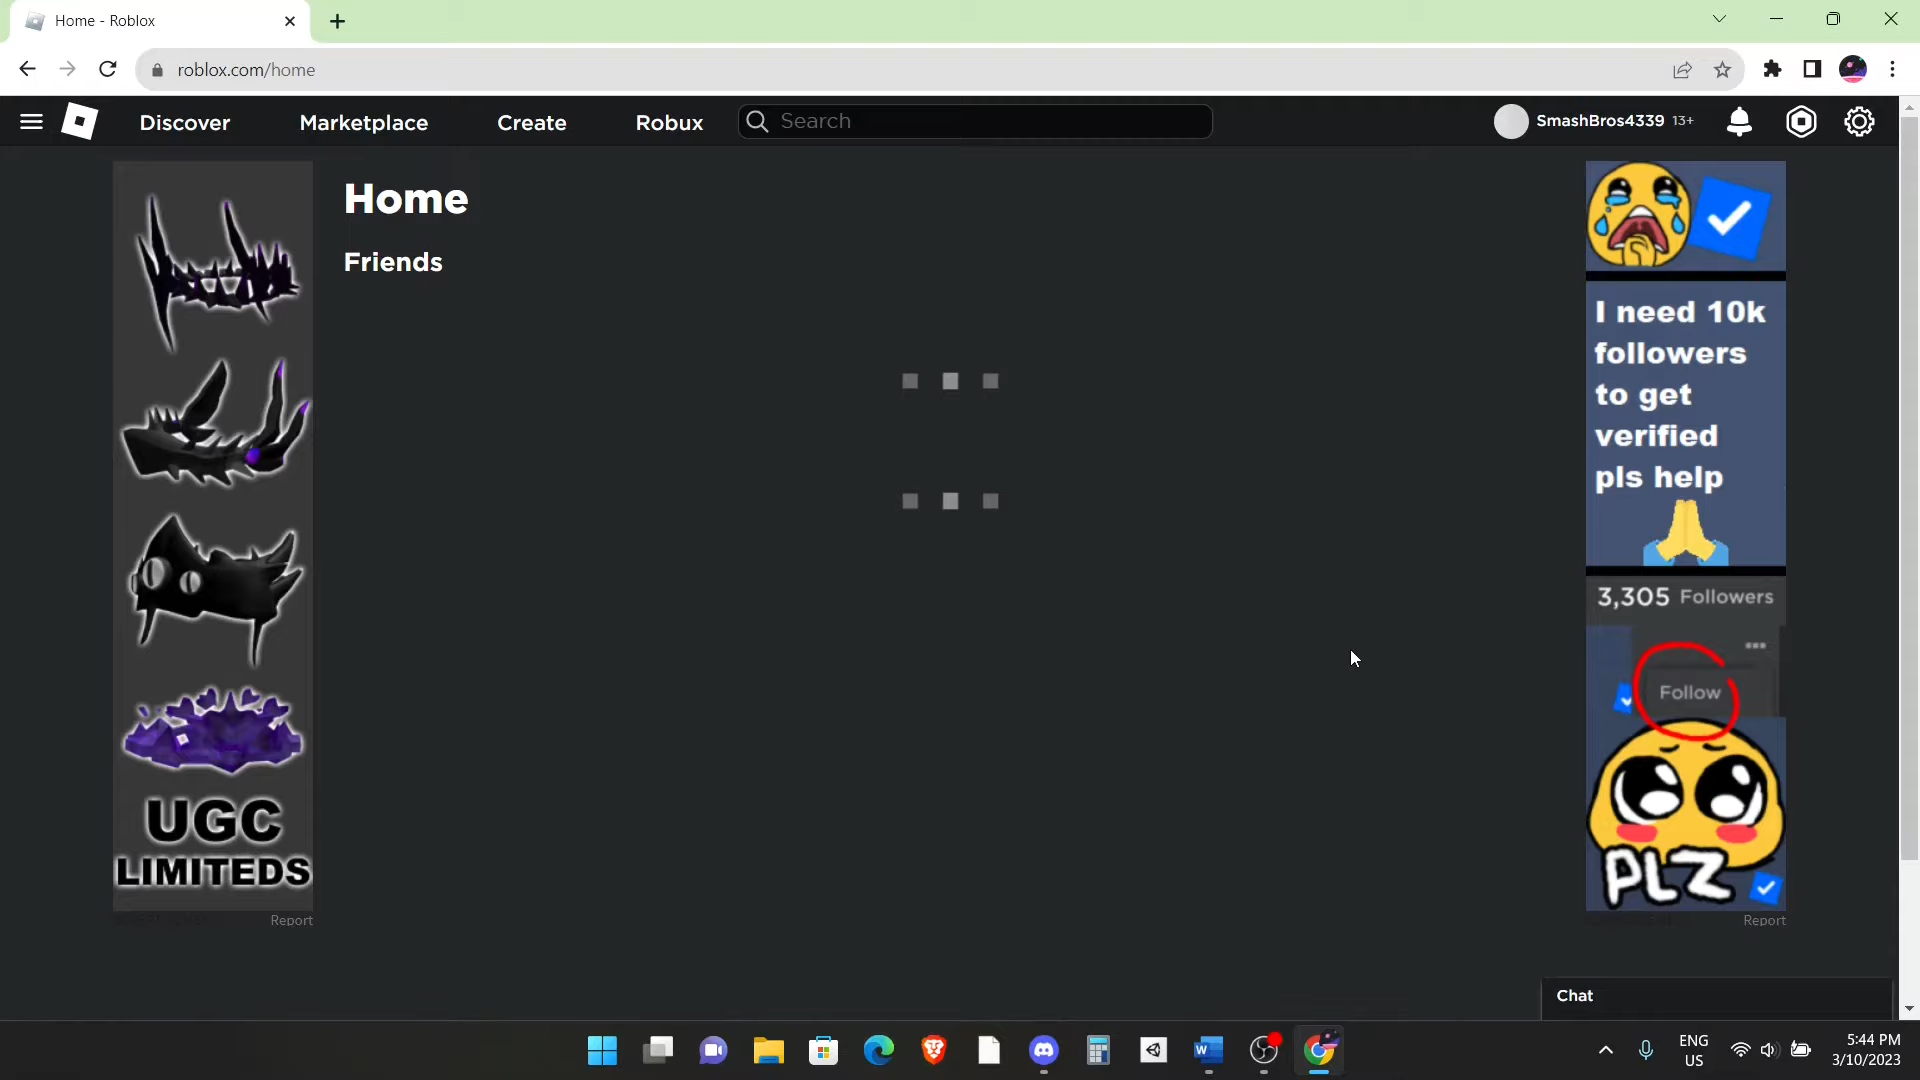 Home - Roblox
roblox.com/home
Discover
Marketplace
Create
Robux
Search
SmashBros4339 13+
Home
Friends
UGC
LIMITEDS
Report
I need 10k
followers
to get
verified
pls help
3,305 Followers
Follow
PLZ
Report
Chat
W
ENG
US
5:44 PM
3/10/2023